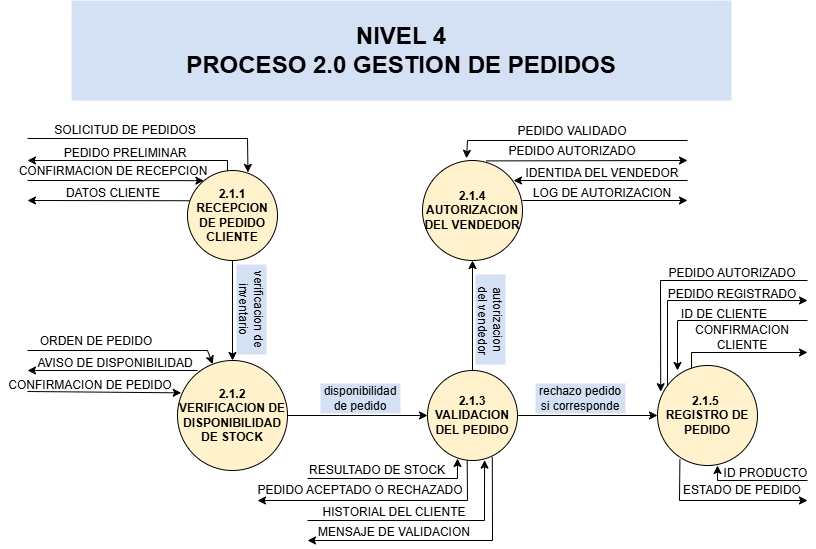 NIVEL 4
PROCESO 2.0 GESTION DE PEDIDOS
SOLICITUD DE PEDIDOS
PEDIDO PRELIMINAR
CONFIRMACION DE RECEPCION
DATOS CLIENTE
2.1.1
RECEPCION
DE PEDIDO
CLIENTE
PEDIDO VALIDADO
PEDIDO AUTORIZADO
IDENTIDA DEL VENDEDOR
LOG DE AUTORIZACION
2.1.4
AUTORIZACION
DEL VENDEDOR
verificacion de
inventario
autorizacion
del vendedor
PEDIDO AUTORIZADO
PEDIDO REGISTRADO
ID DE CLIENTE
CONFIRMACION
CLIENTE
ORDEN DE PEDIDO
AVISO DE DISPONIBILIDAD
CONFIRMACION DE PEDIDO
2.1.2
VERIFICACION DE
DISPONIBILIDAD
DE STOCK
disponibilidad
de pedido
2.1.3
VALIDACION
DEL PEDIDO
rechazo pedido
si corresponde
2.1.5
REGISTRO DE
PEDIDO
RESULTADO DE STOCK
PEDIDO ACEPTADO O RECHAZADO
HISTORIAL DEL CLIENTE
MENSAJE DE VALIDACION
ID PRODUCTO
ESTADO DE PEDIDO